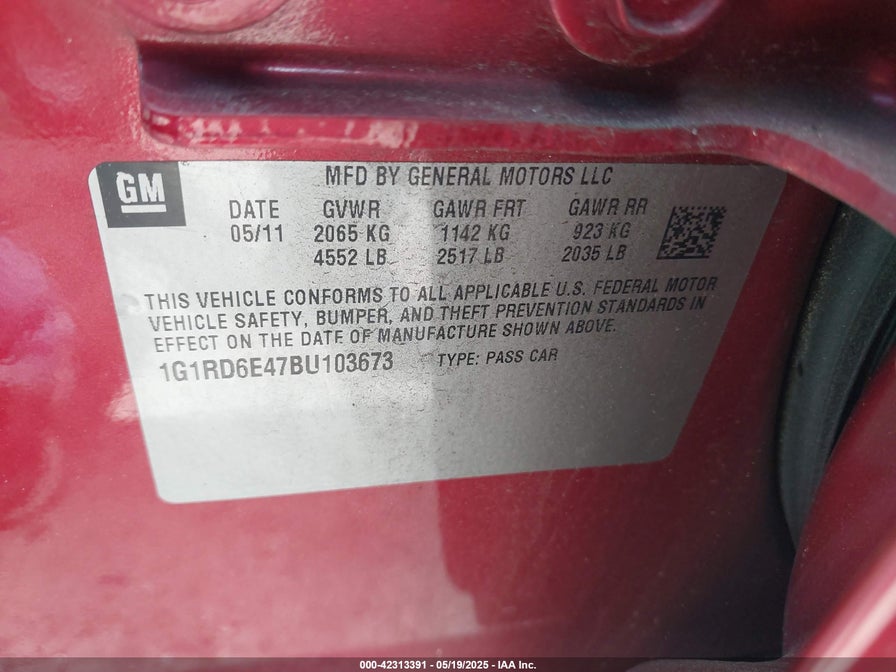 GM
MFD BY GENERAL MOTORS LLC
DATE GVWR GAWR FRT GAWR RR
05/11 2065 KG 1142 KG 923 KG
4552 LB 2517 LB 2035 LB
THIS VEHICLE CONFORMS TO ALL APPLICABLE U.S. FEDERAL MOTOR
VEHICLE SAFETY, BUMPER, AND THEFT PREVENTION STANDARDS IN
EFFECT ON THE DATE OF MANUFACTURE SHOWN ABOVE.
1G1RD6E47BU103673 TYPE: PASS CAR
000-42313391 - 05/19/2025 - IAA Inc.